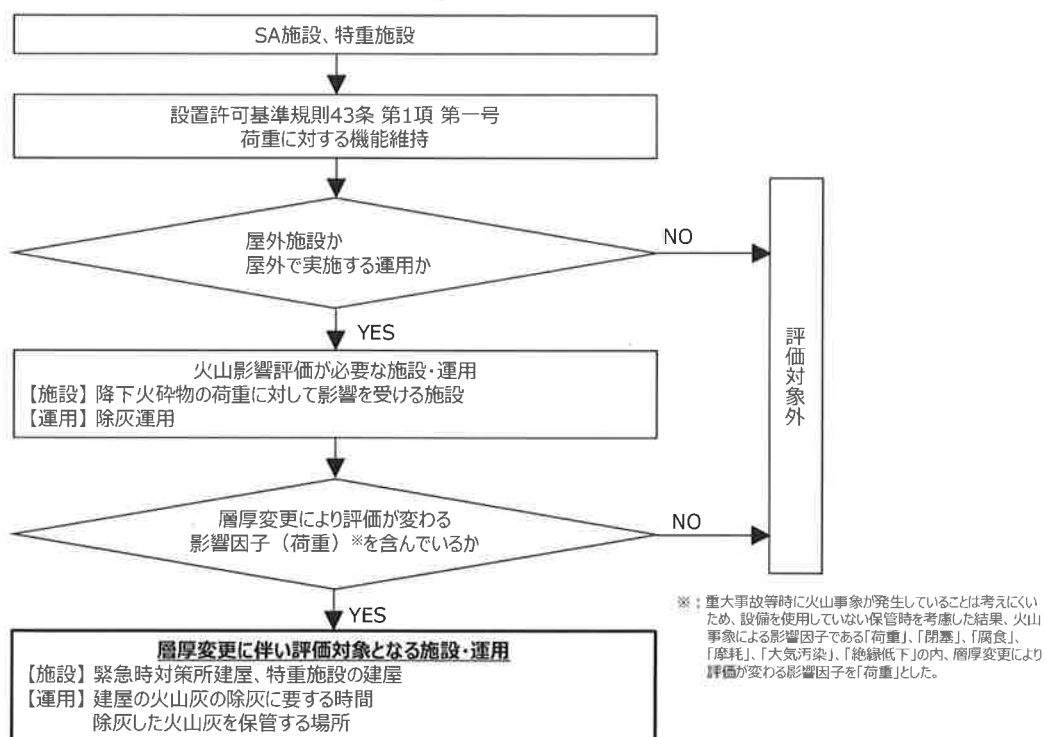 SA施設、特重施設
設置許可基準規則43条 第1項 第一号
荷重に対する機能維持
屋外施設か
屋外で実施する運用か
NO
YES
火山影響評価が必要な施設・運用
【施設】降下火砕物の荷重に対して影響を受ける施設
【運用】除灰運用
層厚変更により評価が変わる
影響因子（荷重）※を含んでいるか
NO
YES
層厚変更に伴い評価対象となる施設・運用
【施設】緊急時対策所建屋、特重施設の建屋
【運用】建屋の火山灰の除灰に要する時間
除灰した火山灰を保管する場所
評価対象外
※：重大事故等時に火山事象が発生していることは考えにくい
ため、設備を使用していない保管時を考慮した結果、火山
事象による影響因子である「荷重」、「閉塞」、「腐食」、
「摩耗」、「大気汚染」、「絶縁低下」の内、層厚変更により
評価が変わる影響因子を「荷重」とした。